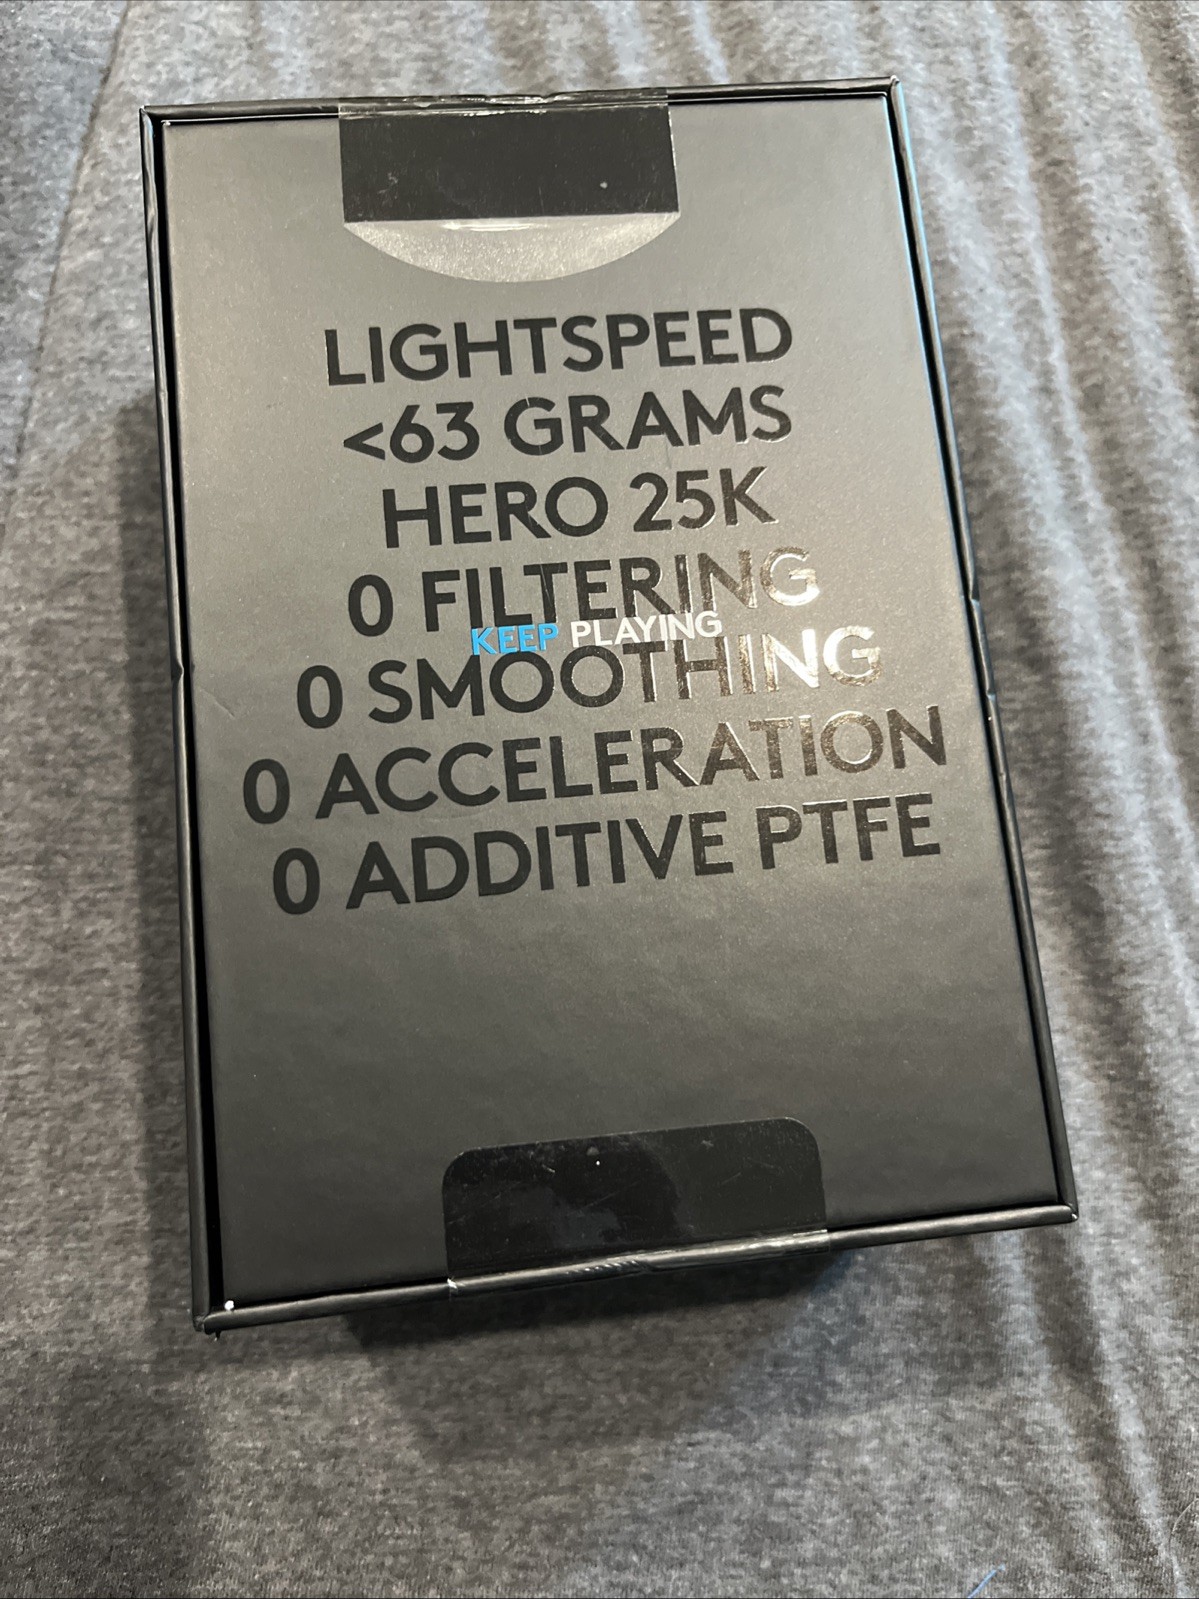 LIGHTSPEED
<63 GRAMS
HERO 25K
0 FILTERING
KEEP PLAYING
0 SMOOTHING
0 ACCELERATION
0 ADDITIVE PTFE